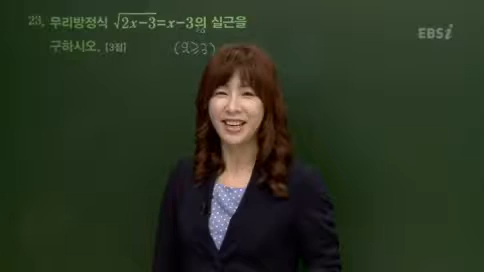 23. 무리방정식 √2x-3=x-3의 실근을
구하시오. [3점]
EBSi